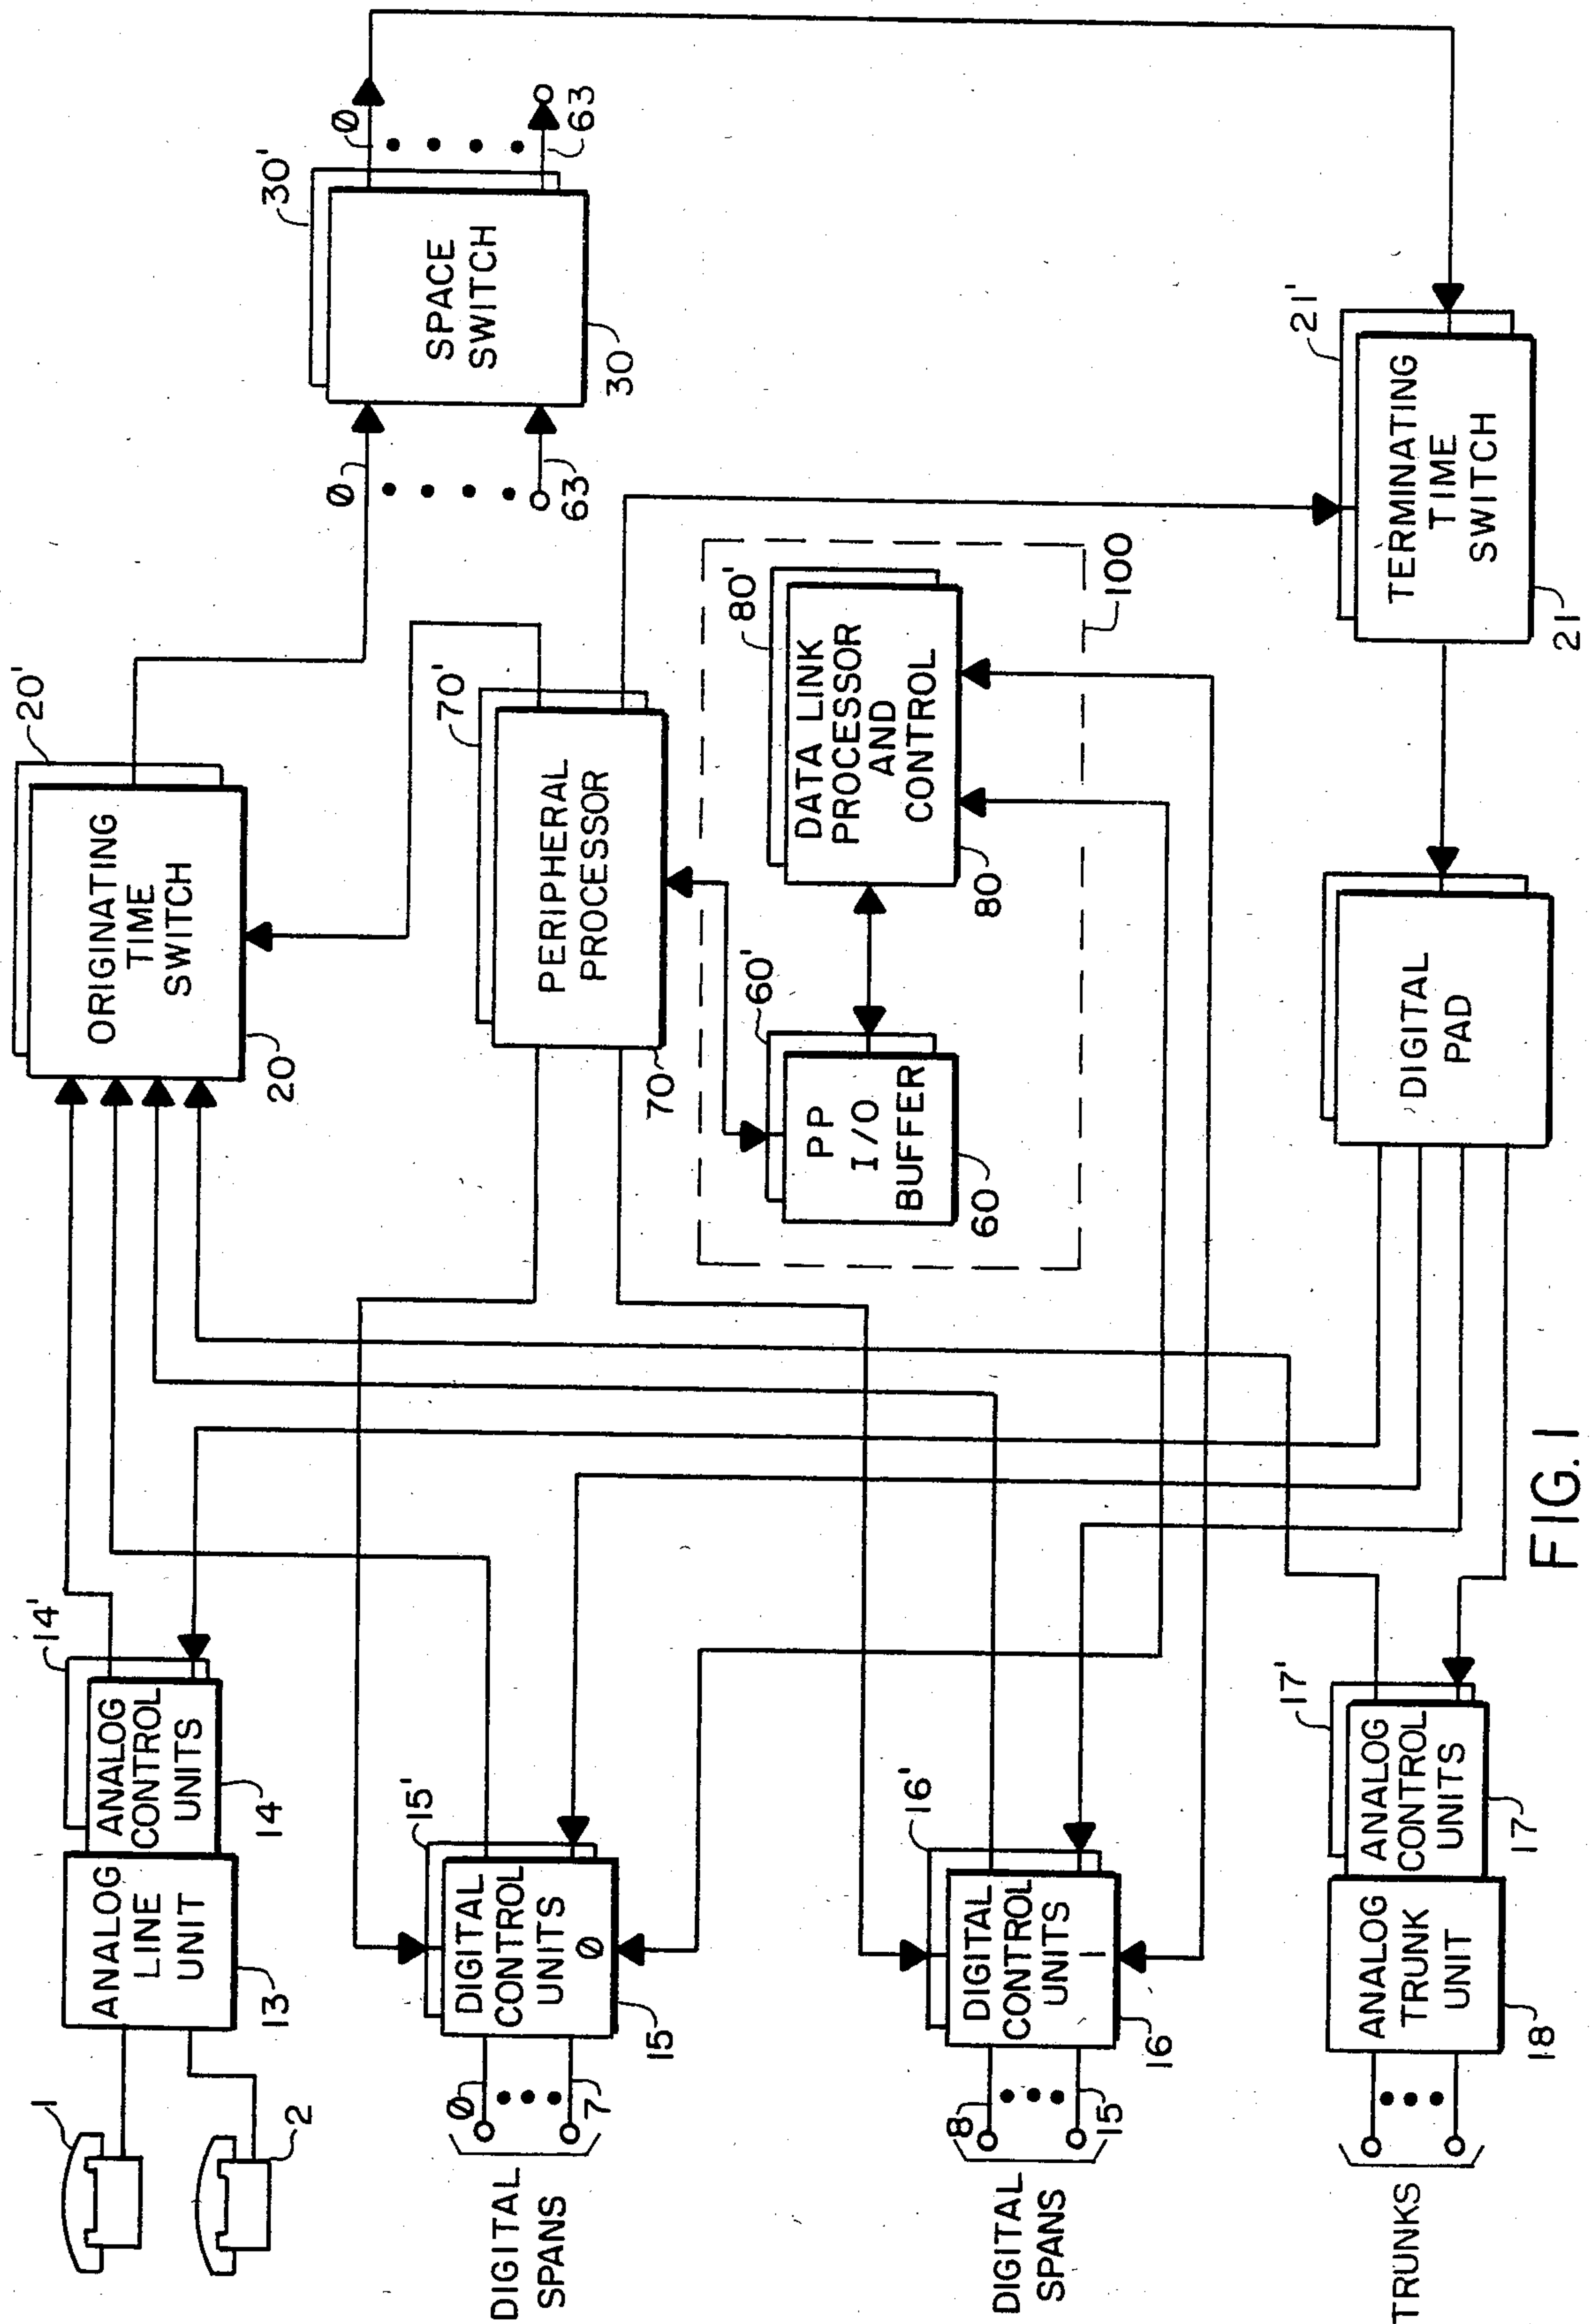 1
2
ANALOG
LINE
UNIT
13
ANALOG
CONTROL
UNITS
14
14'
ORIGINATING
TIME
SWITCH
20
20'
Ø
63
SPACE
SWITCH
30
30'
Ø
63
DIGITAL
SPANS
Ø
7
DIGITAL
CONTROL
UNITS
Ø
15
15'
PERIPHERAL
PROCESSOR
70
70'
PP
I/O
BUFFER
60
60'
DATA LINK
PROCESSOR
AND
CONTROL
80
80'
100
DIGITAL
SPANS
8
15
DIGITAL
CONTROL
UNITS
1
16
16'
TRUNKS
ANALOG
TRUNK
UNIT
18
ANALOG
CONTROL
UNITS
17
17'
DIGITAL
PAD
TERMINATING
TIME
SWITCH
21
21'
FIG. 1